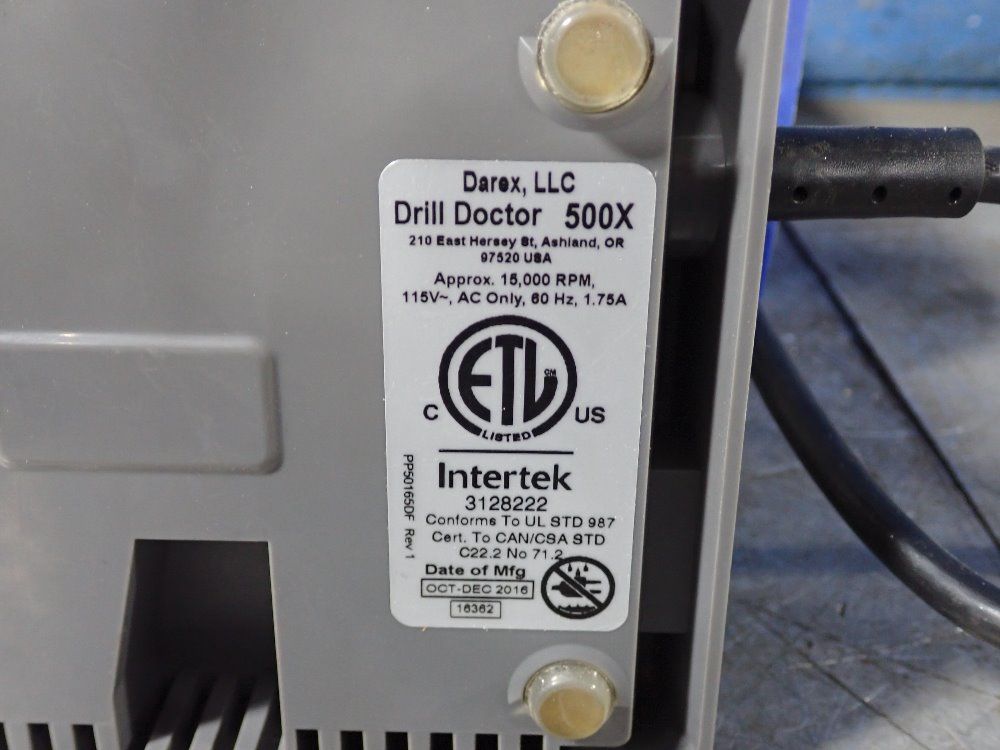 Darex, LLC
Drill Doctor 500X
210 East Hersey St, Ashland, OR
97520 USA
Approx. 15,000 RPM,
115V~, AC Only, 60 Hz, 1.75A
ETL CM
C US
LISTED
Intertek
3128222
Conforms To UL STD 987
Cert. To CAN/CSA STD
C22.2 No 71.2
Date of Mfg
OCT-DEC 2016
16362
PP50165DF Rev 1